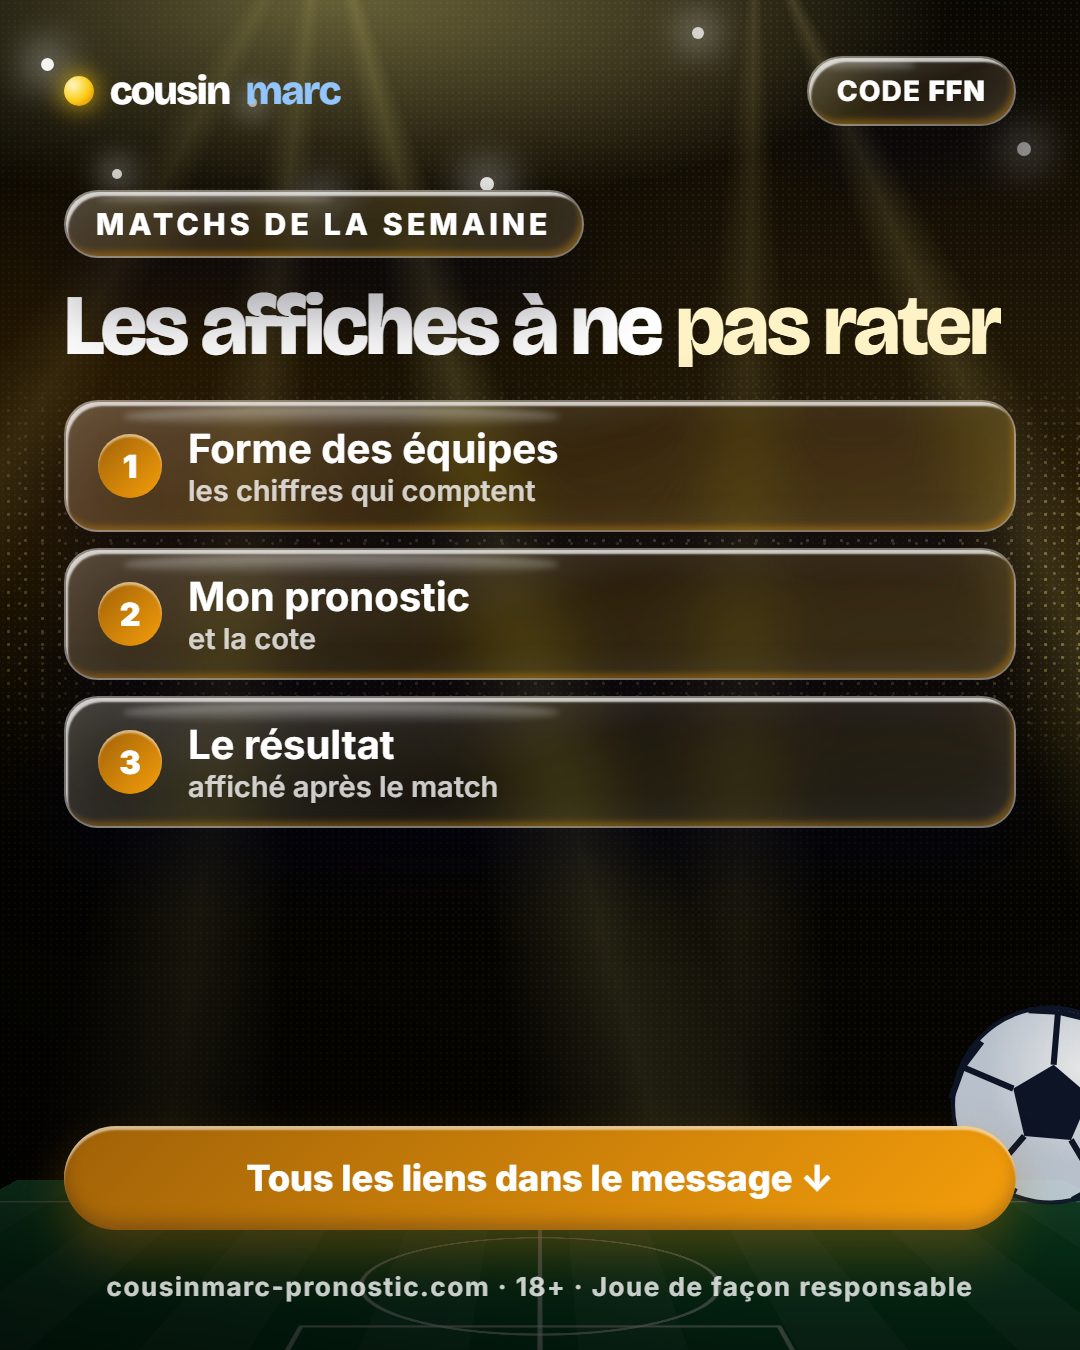 cousin marc
CODE FFN
MATCHS DE LA SEMAINE
Les affiches à ne pas rater
1
Forme des équipes
les chiffres qui comptent
2
Mon pronostic
et la cote
3
Le résultat
affiché après le match
Tous les liens dans le message ↓
cousinmarc-pronostic.com · 18+ · Joue de façon responsable